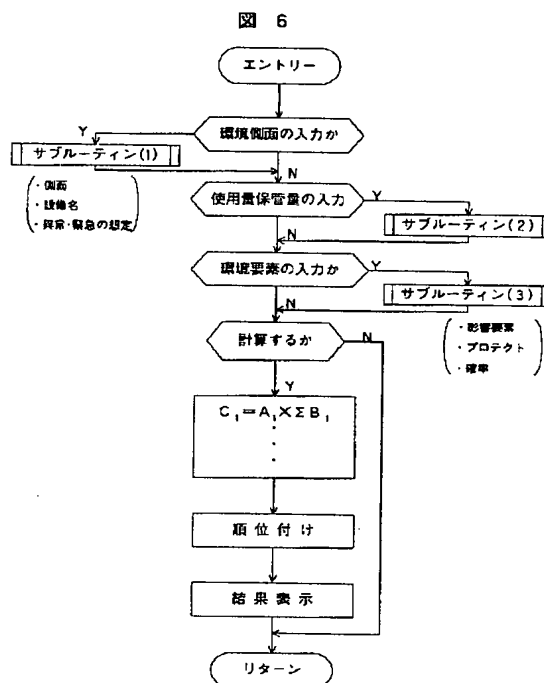 図 6
エントリー
環境側面の入力か
Y
サブルーティン(1)
N
・側面
・設備名
・異常・緊急の想定
使用量保管量の入力
Y
サブルーティン(2)
N
環境要素の入力か
Y
サブルーティン(3)
N
・影響要素
・プロテクト
・確率
計算するか
N
Y
C₁=A₁×ΣB₁
・
・
・
順位付け
結果表示
リターン